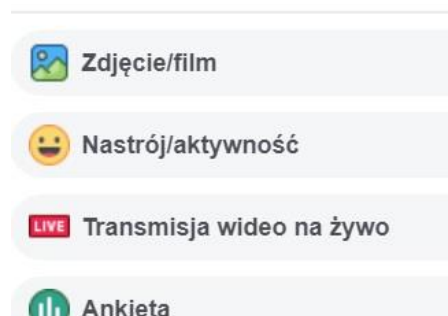 Zdjęcie/film
Nastrój/aktywność
LIVE Transmisja wideo na żywo
Ankieta